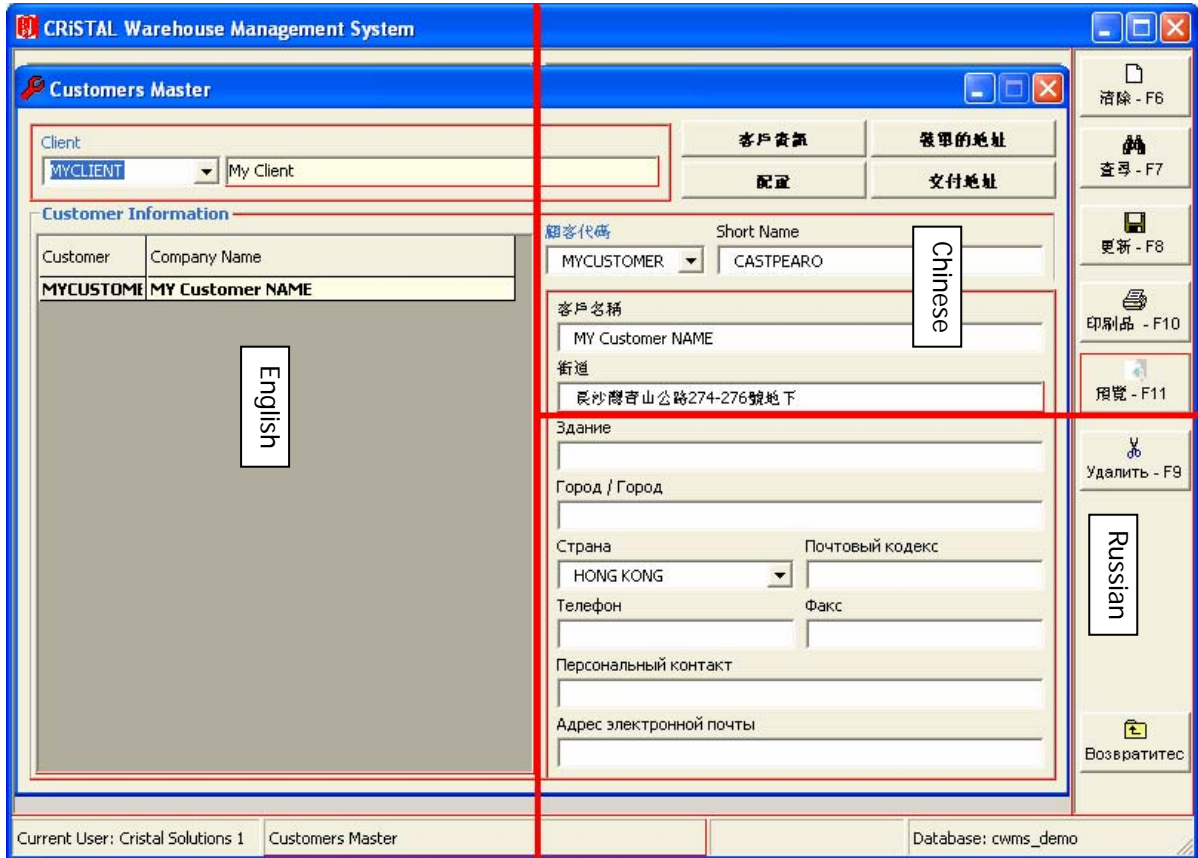 CRiSTAL Warehouse Management System
Customers Master
Client
MYCLIENT
My Client
客戶資訊
裝單的地址
配置
交付地址
Customer Information
Customer
Company Name
MYCUSTOME
MY Customer NAME
English
顧客代碼
Short Name
MYCUSTOMER
CASTPEARO
Chinese
客戶名稱
MY Customer NAME
街道
長沙灣青山公路274-276號地下
Здание
Город / Город
Страна
Почтовый кодекс
HONG KONG
Телефон
Факс
Персональный контакт
Адрес электронной почты
清除 - F6
查尋 - F7
更新 - F8
印刷品 - F10
預覽 - F11
Удалить - F9
Russian
Возвратитес
Current User: Cristal Solutions 1
Customers Master
Database: cwms_demo